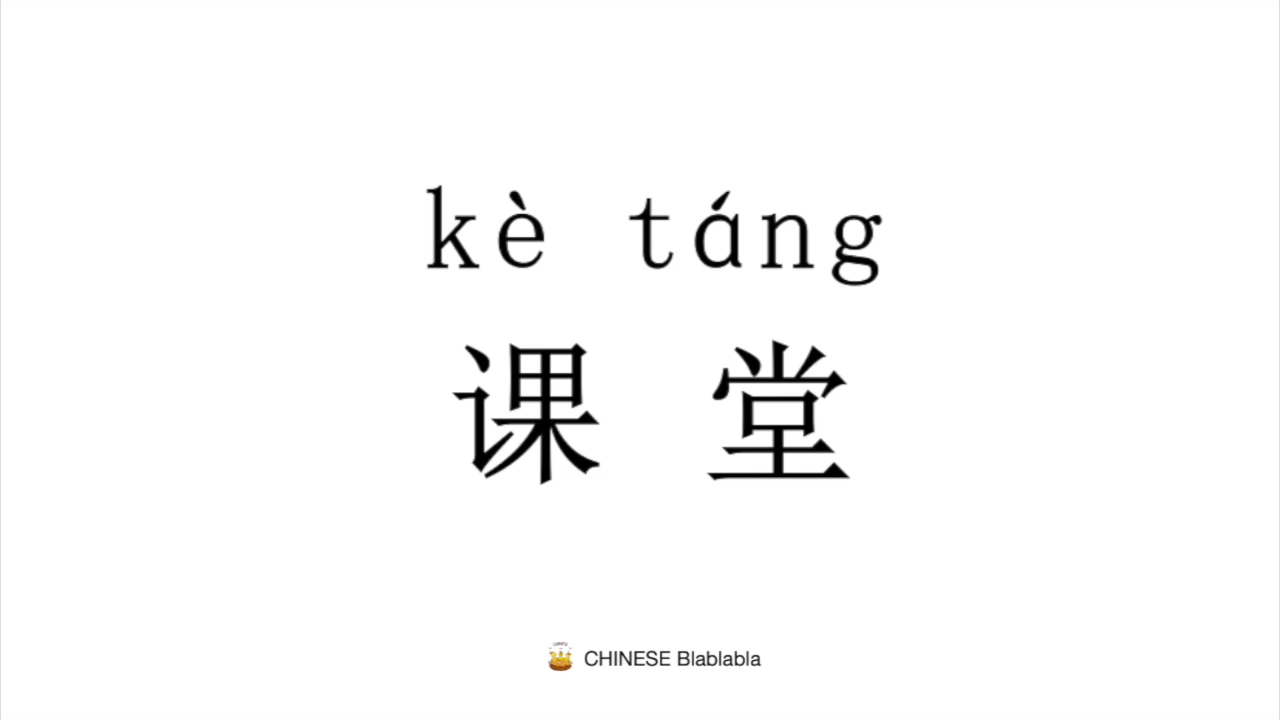 kè táng
课 堂
CHINESE Blablabla